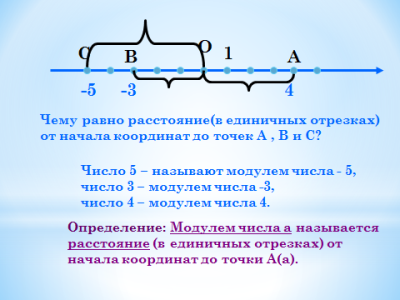 С В О 1 А
-5 -3 4
Чему равно расстояние(в единичных отрезках)
от начала координат до точек А , В и С?
Число 5 – называют модулем числа - 5,
число 3 – модулем числа -3,
число 4 – модулем числа 4.
Определение: Модулем числа а называется
расстояние (в единичных отрезках) от
начала координат до точки А(а).